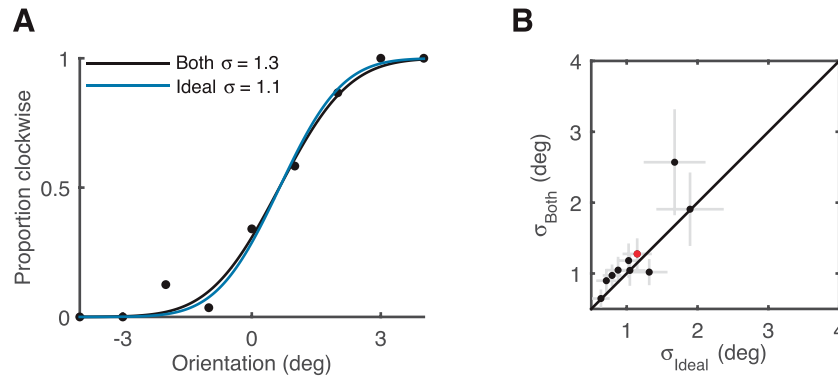 A
B
1
Both σ = 1.3
Ideal σ = 1.1
0.5
0
Proportion clockwise
-3
0
3
Orientation (deg)
4
3
2
1
σBoth (deg)
1
2
3
4
σIdeal (deg)